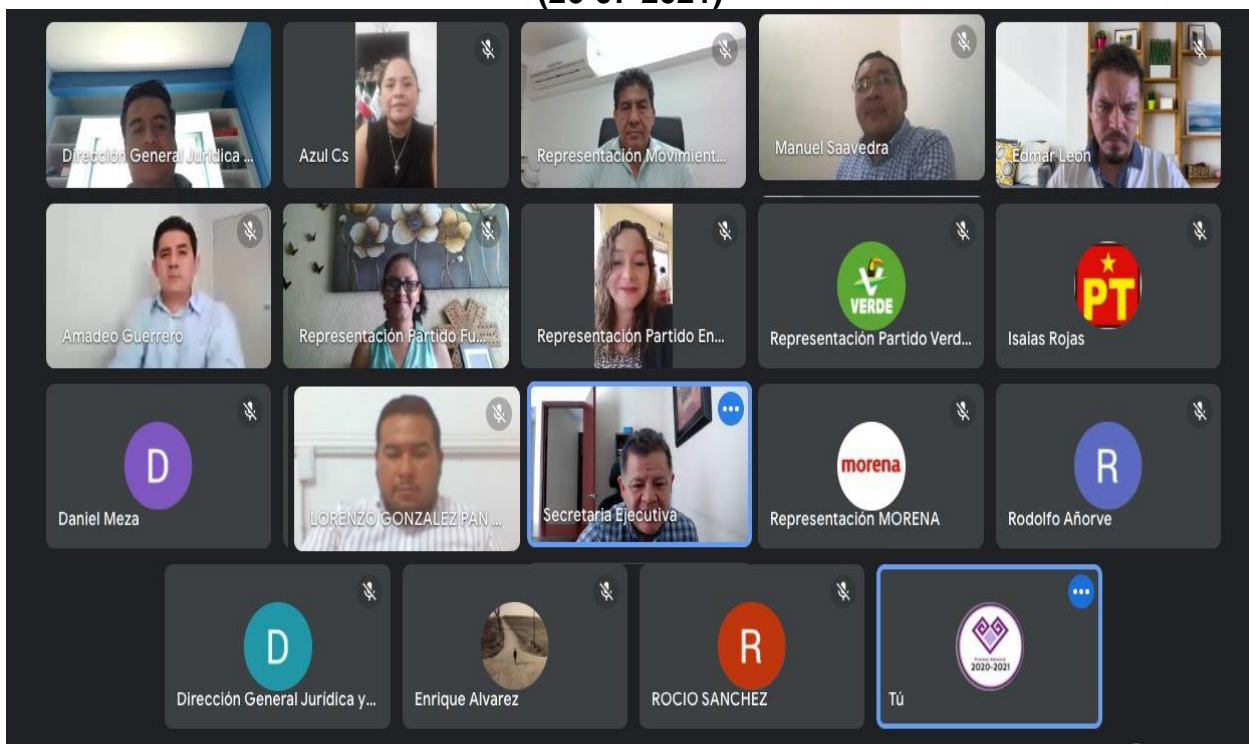 Dirección General Jurídica ...
Azul Cs
Representación Movimient...
Manuel Saavedra
Edmar Leon
Amadeo Guerrero
Representación Partido Fu...
Representación Partido En...
VERDE
Representación Partido Verd...
PT
Isaias Rojas
D
Daniel Meza
LORENZO GONZALEZ PAN ...
Secretaria Ejecutiva
morena
Representación MORENA
R
Rodolfo Añorve
D
Dirección General Jurídica y...
Enrique Alvarez
R
ROCIO SANCHEZ
2020-2021
Tú